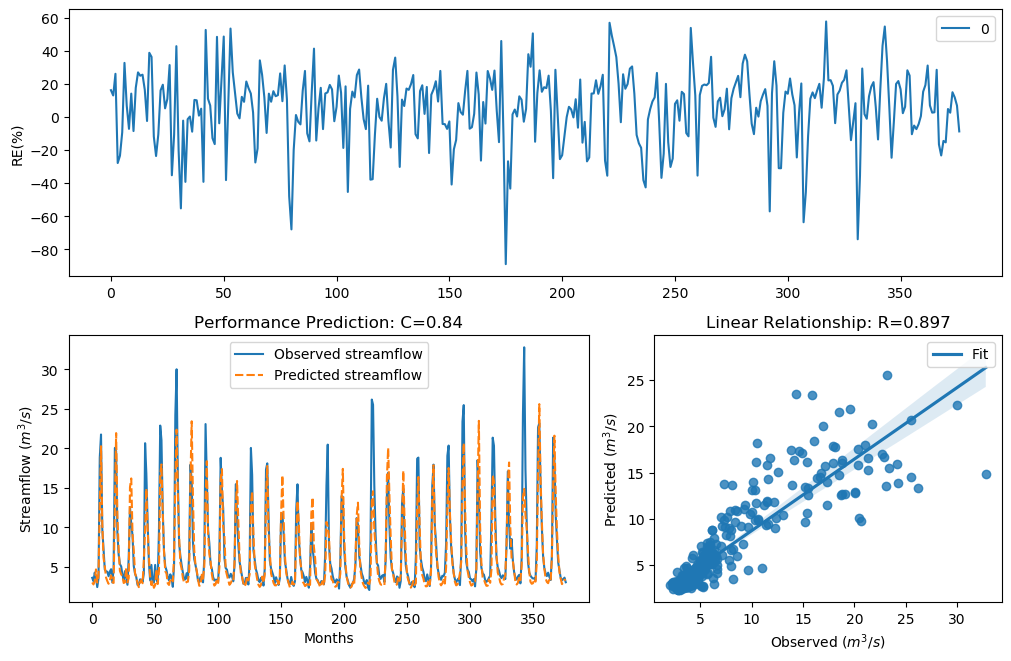 60
40
20
0
−20
−40
−60
−80
RE(%)
0
0 50 100 150 200 250 300 350
Performance Prediction: C=0.84
Observed streamflow
Predicted streamflow
30
25
20
15
10
5
Streamflow (m³/s)
0 50 100 150 200 250 300 350
Months
Linear Relationship: R=0.897
Fit
25
20
15
10
5
Predicted (m³/s)
5 10 15 20 25 30
Observed (m³/s)